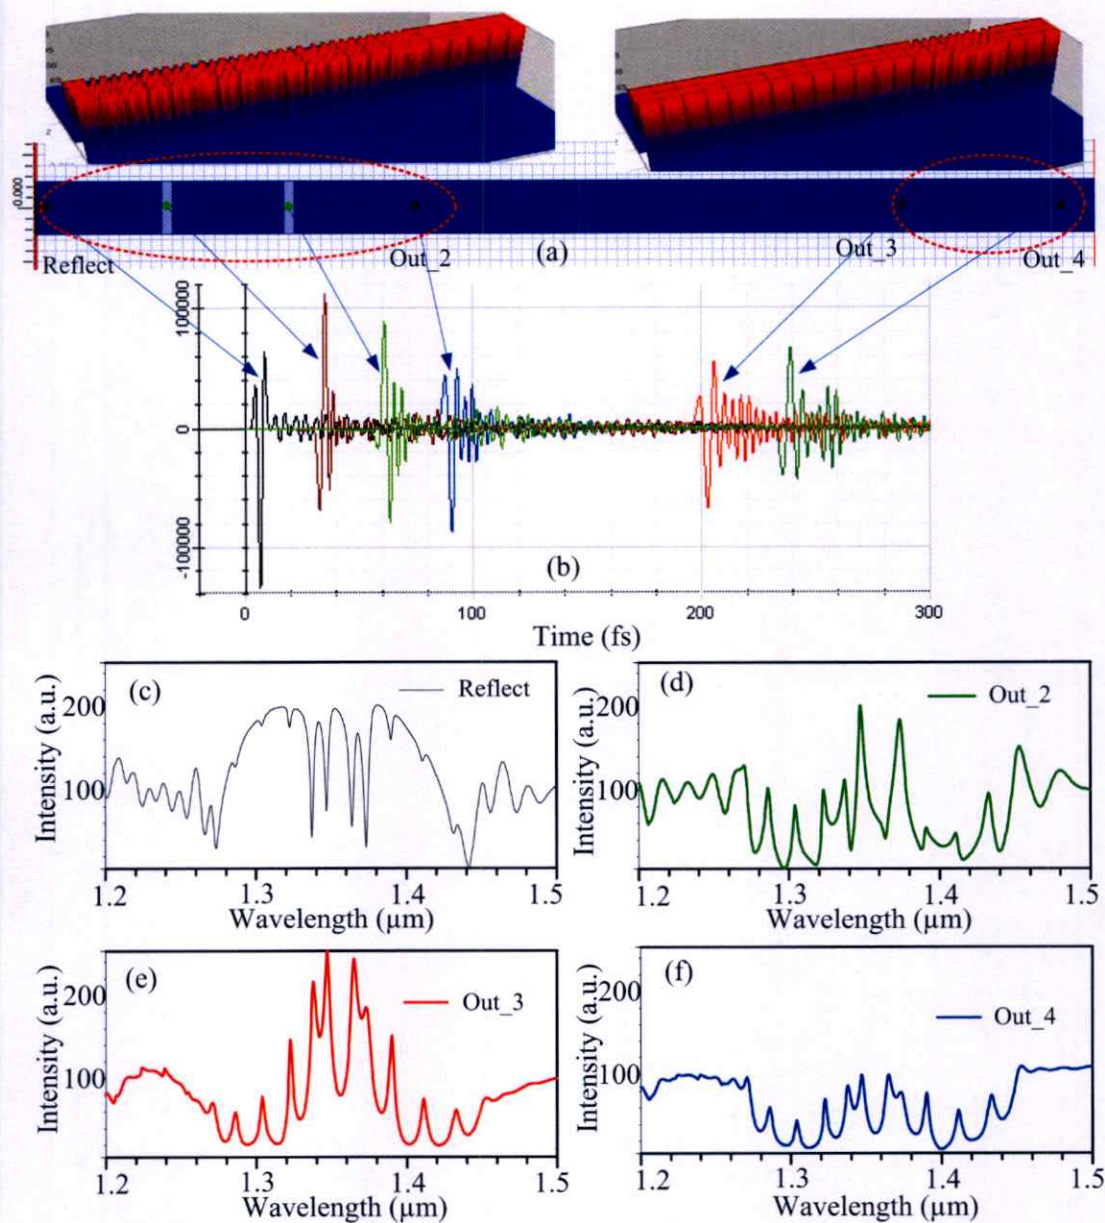 0.000
Reflect
Out_2
(a)
Out_3
Out_4
100000
0
-100000
(b)
0
100
200
300
Time (fs)
(c)
Reflect
200
100
Intensity (a.u.)
1.2
1.3
1.4
1.5
Wavelength (µm)
(d)
Out_2
200
100
Intensity (a.u.)
1.2
1.3
1.4
1.5
Wavelength (µm)
(e)
Out_3
200
100
Intensity (a.u.)
1.2
1.3
1.4
1.5
Wavelength (µm)
(f)
Out_4
200
100
Intensity (a.u.)
1.2
1.3
1.4
1.5
Wavelength (µm)